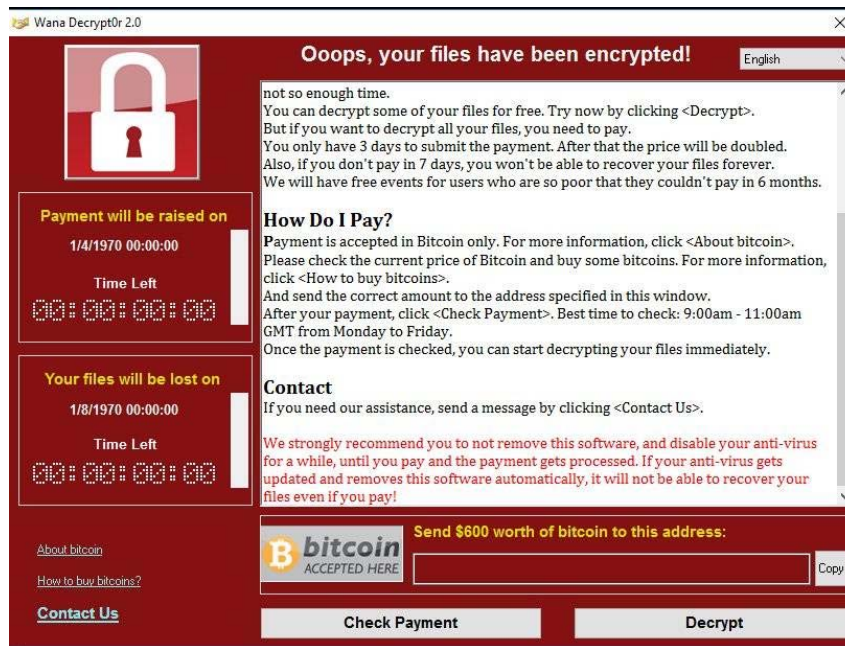 Wana Decrypt0r 2.0
Ooops, your files have been encrypted!
English
Payment will be raised on
1/4/1970 00:00:00
Time Left
00:00:00:00
Your files will be lost on
1/8/1970 00:00:00
Time Left
00:00:00:00
About bitcoin
How to buy bitcoins?
Contact Us
not so enough time.
You can decrypt some of your files for free. Try now by clicking <Decrypt>.
But if you want to decrypt all your files, you need to pay.
You only have 3 days to submit the payment. After that the price will be doubled.
Also, if you don't pay in 7 days, you won't be able to recover your files forever.
We will have free events for users who are so poor that they couldn't pay in 6 months.
How Do I Pay?
Payment is accepted in Bitcoin only. For more information, click <About bitcoin>.
Please check the current price of Bitcoin and buy some bitcoins. For more information,
click <How to buy bitcoins>.
And send the correct amount to the address specified in this window.
After your payment, click <Check Payment>. Best time to check: 9:00am - 11:00am
GMT from Monday to Friday.
Once the payment is checked, you can start decrypting your files immediately.
Contact
If you need our assistance, send a message by clicking <Contact Us>.
We strongly recommend you to not remove this software, and disable your anti-virus
for a while, until you pay and the payment gets processed. If your anti-virus gets
updated and removes this software automatically, it will not be able to recover your
files even if you pay!
bitcoin
ACCEPTED HERE
Send $600 worth of bitcoin to this address:
Copy
Check Payment
Decrypt